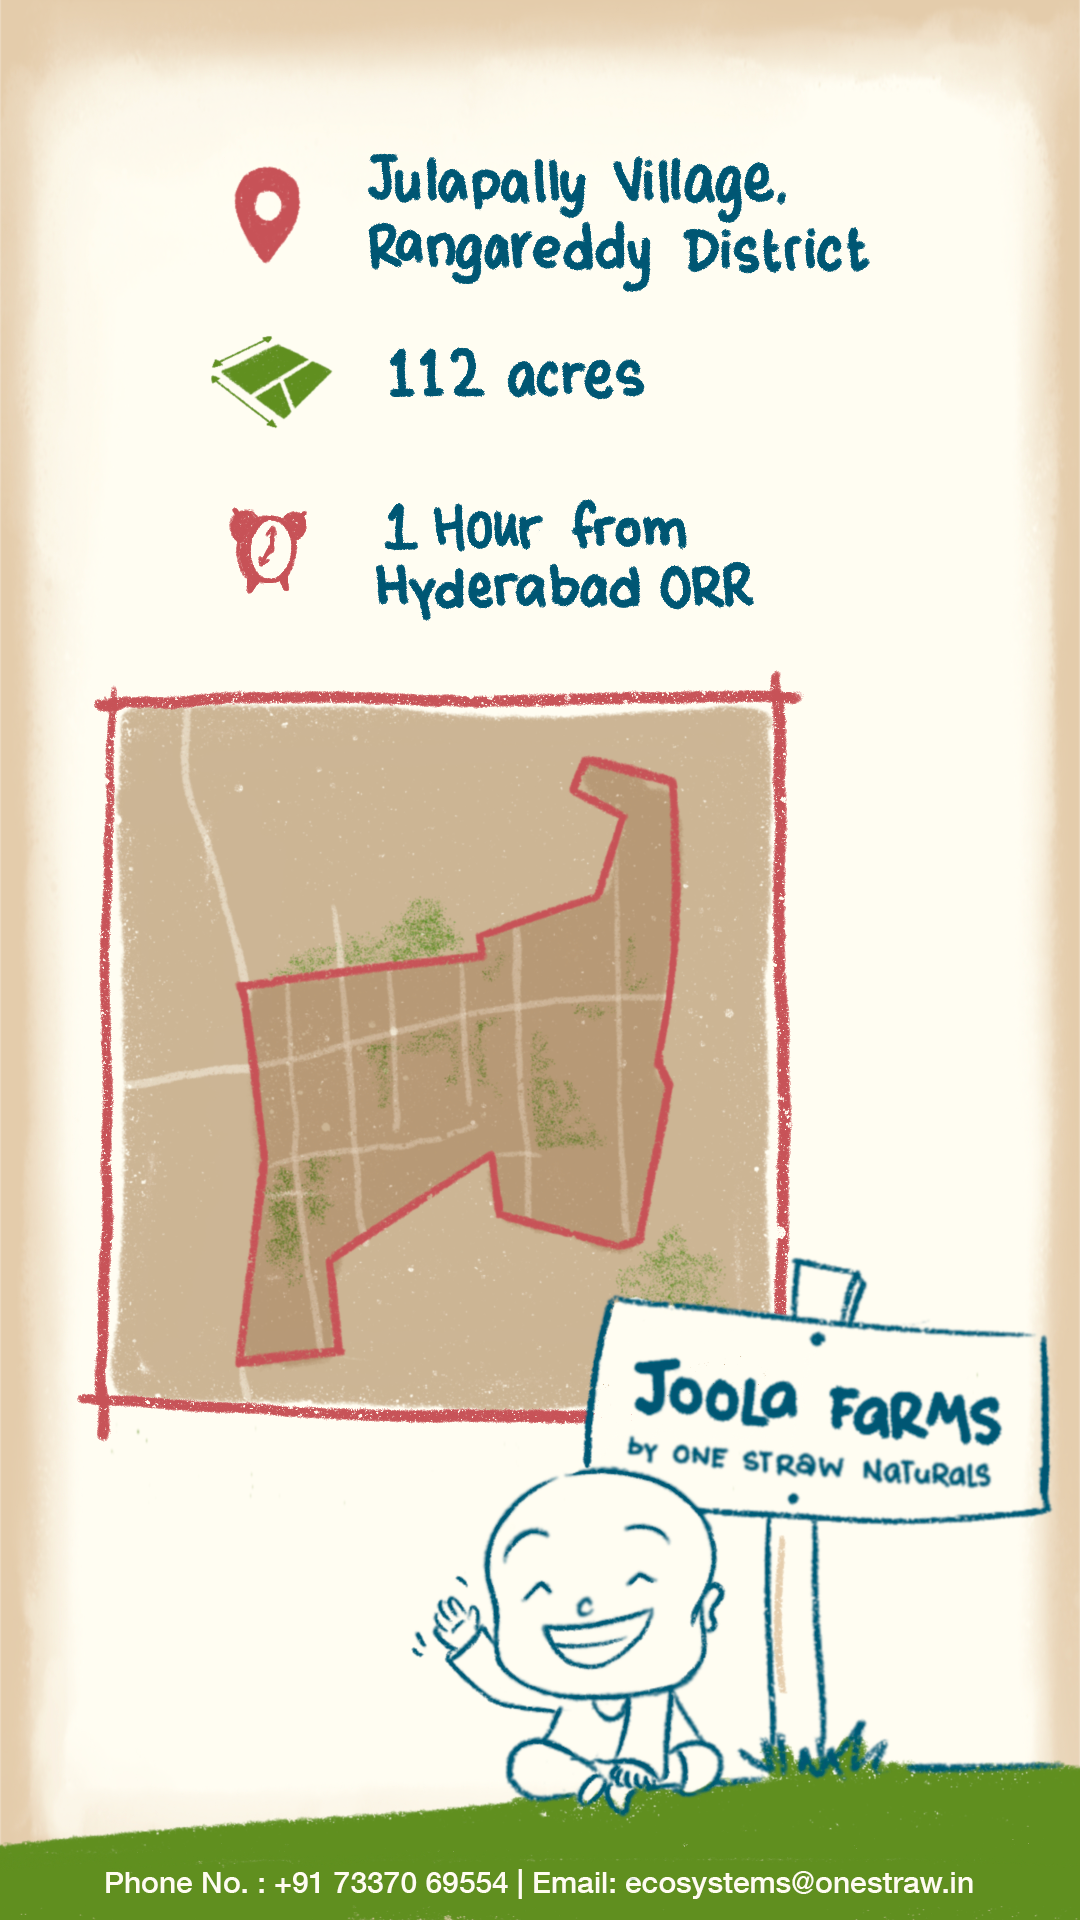 Julapally Village,
Rangareddy District
112 acres
1 Hour from
Hyderabad ORR
JOOLa FaRMS
by ONE STRaW NaTuRalS
Phone No. : +91 73370 69554 | Email: ecosystems@onestraw.in